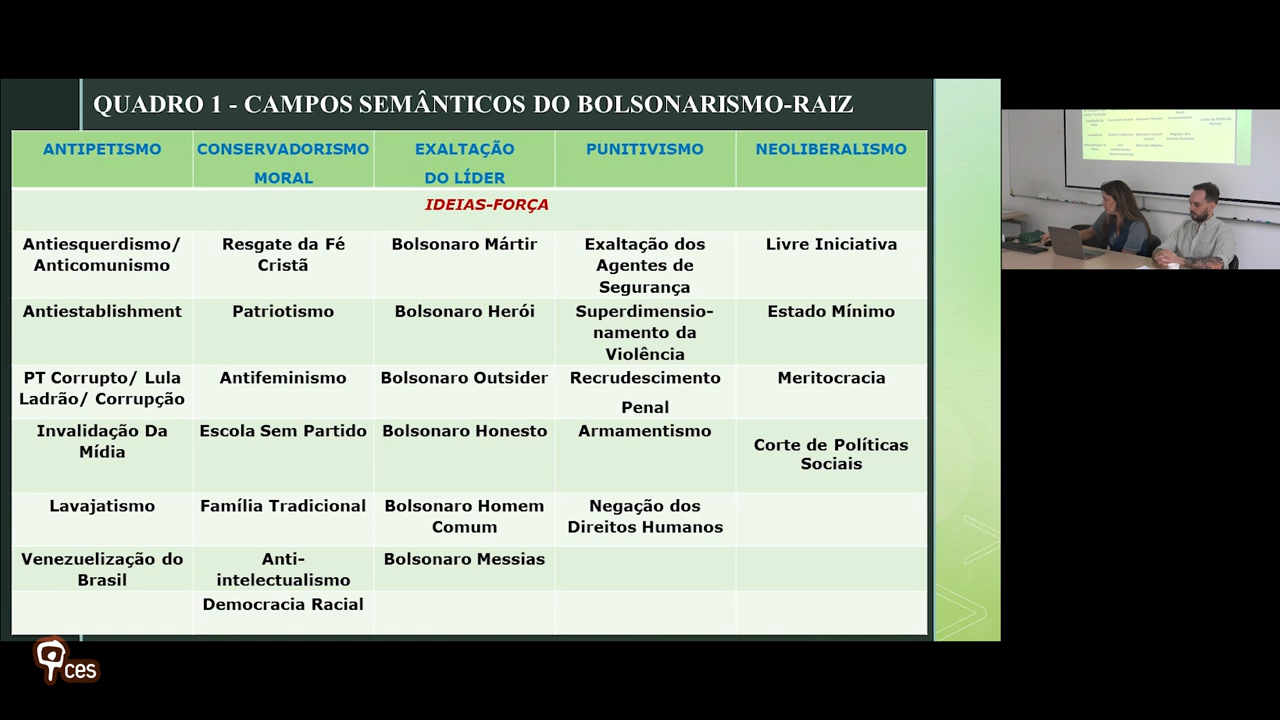 QUADRO 1 - CAMPOS SEMÂNTICOS DO BOLSONARISMO-RAIZ
ANTIPETISMO
CONSERVADORISMO
MORAL
EXALTAÇÃO
DO LÍDER
PUNITIVISMO
NEOLIBERALISMO
IDEIAS-FORÇA
Antiesquerdismo/
Anticomunismo
Resgate da Fé
Cristã
Bolsonaro Mártir
Exaltação dos
Agentes de
Segurança
Livre Iniciativa
Antiestablishment
Patriotismo
Bolsonaro Herói
Superdimensio-
namento da
Violência
Estado Mínimo
PT Corrupto/ Lula
Ladrão/ Corrupção
Antifeminismo
Bolsonaro Outsider
Recrudescimento
Penal
Meritocracia
Invalidação Da
Mídia
Escola Sem Partido
Bolsonaro Honesto
Armamentismo
Corte de Políticas
Sociais
Lavajatismo
Família Tradicional
Bolsonaro Homem
Comum
Negação dos
Direitos Humanos
Venezuelização do
Brasil
Anti-
intelectualismo
Bolsonaro Messias
Democracia Racial
ces